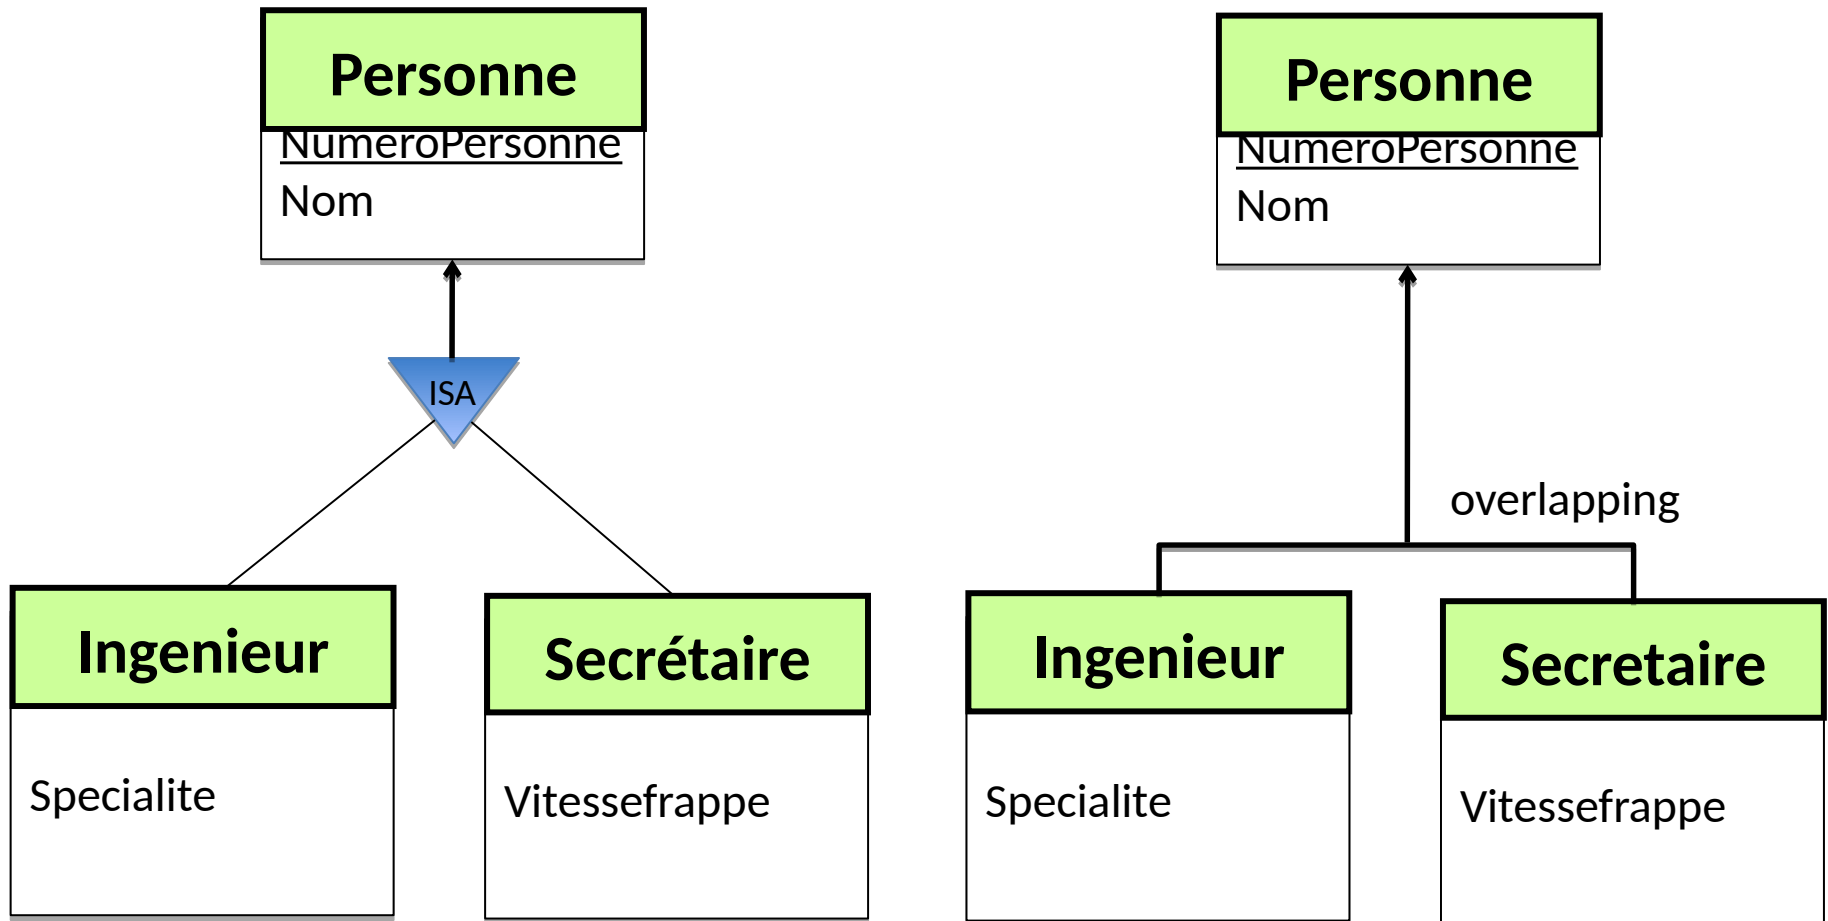 Personne
NumeroPersonne
Nom
ISA
Ingenieur
Specialite
Secrétaire
Vitessefrappe
Personne
NumeroPersonne
Nom
overlapping
Ingenieur
Specialite
Secretaire
Vitessefrappe